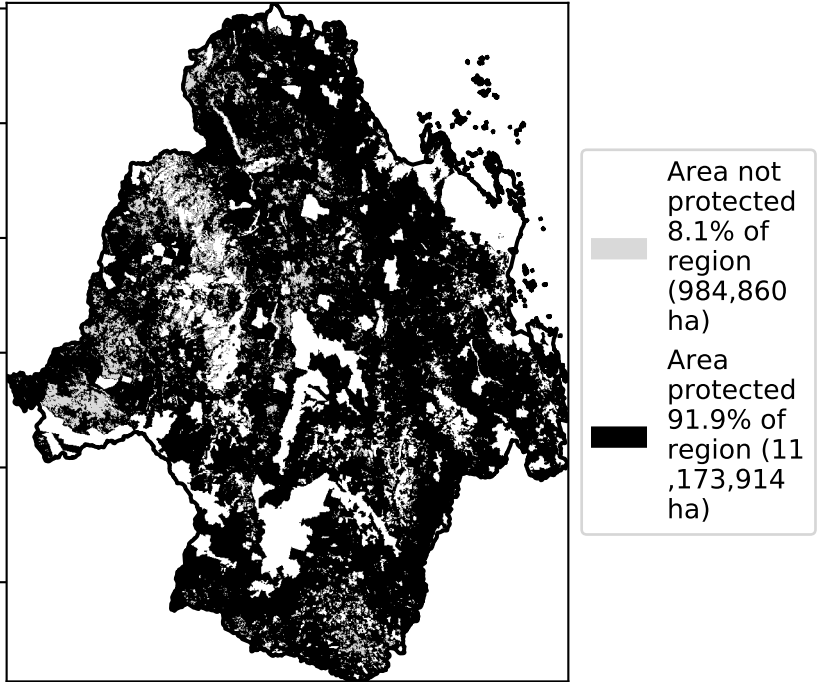 Area not
protected
8.1% of
region
(984,860
ha)
Area
protected
91.9% of
region (11
,173,914
ha)